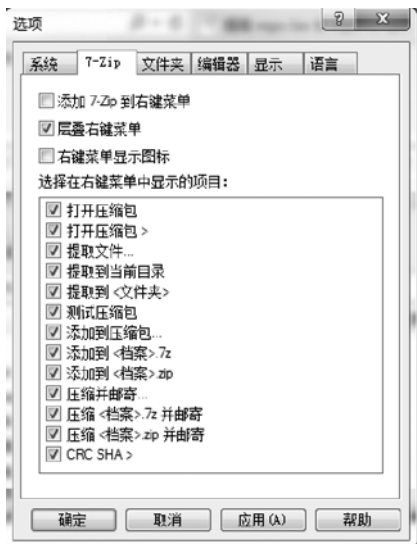 选项
系统 7-Zip 文件夹 编辑器 显示 语言
添加 7-Zip 到右键菜单
层叠右键菜单
右键菜单显示图标
选择在右键菜单中显示的项目：
打开压缩包
打开压缩包 >
提取文件...
提取到当前目录
提取到 <文件夹>
测试压缩包
添加到压缩包...
添加到 <档案>.7z
添加到 <档案>.zip
压缩并邮寄...
压缩 <档案>.7z 并邮寄
压缩 <档案>.zip 并邮寄
CRC SHA >
确定 取消 应用(A) 帮助